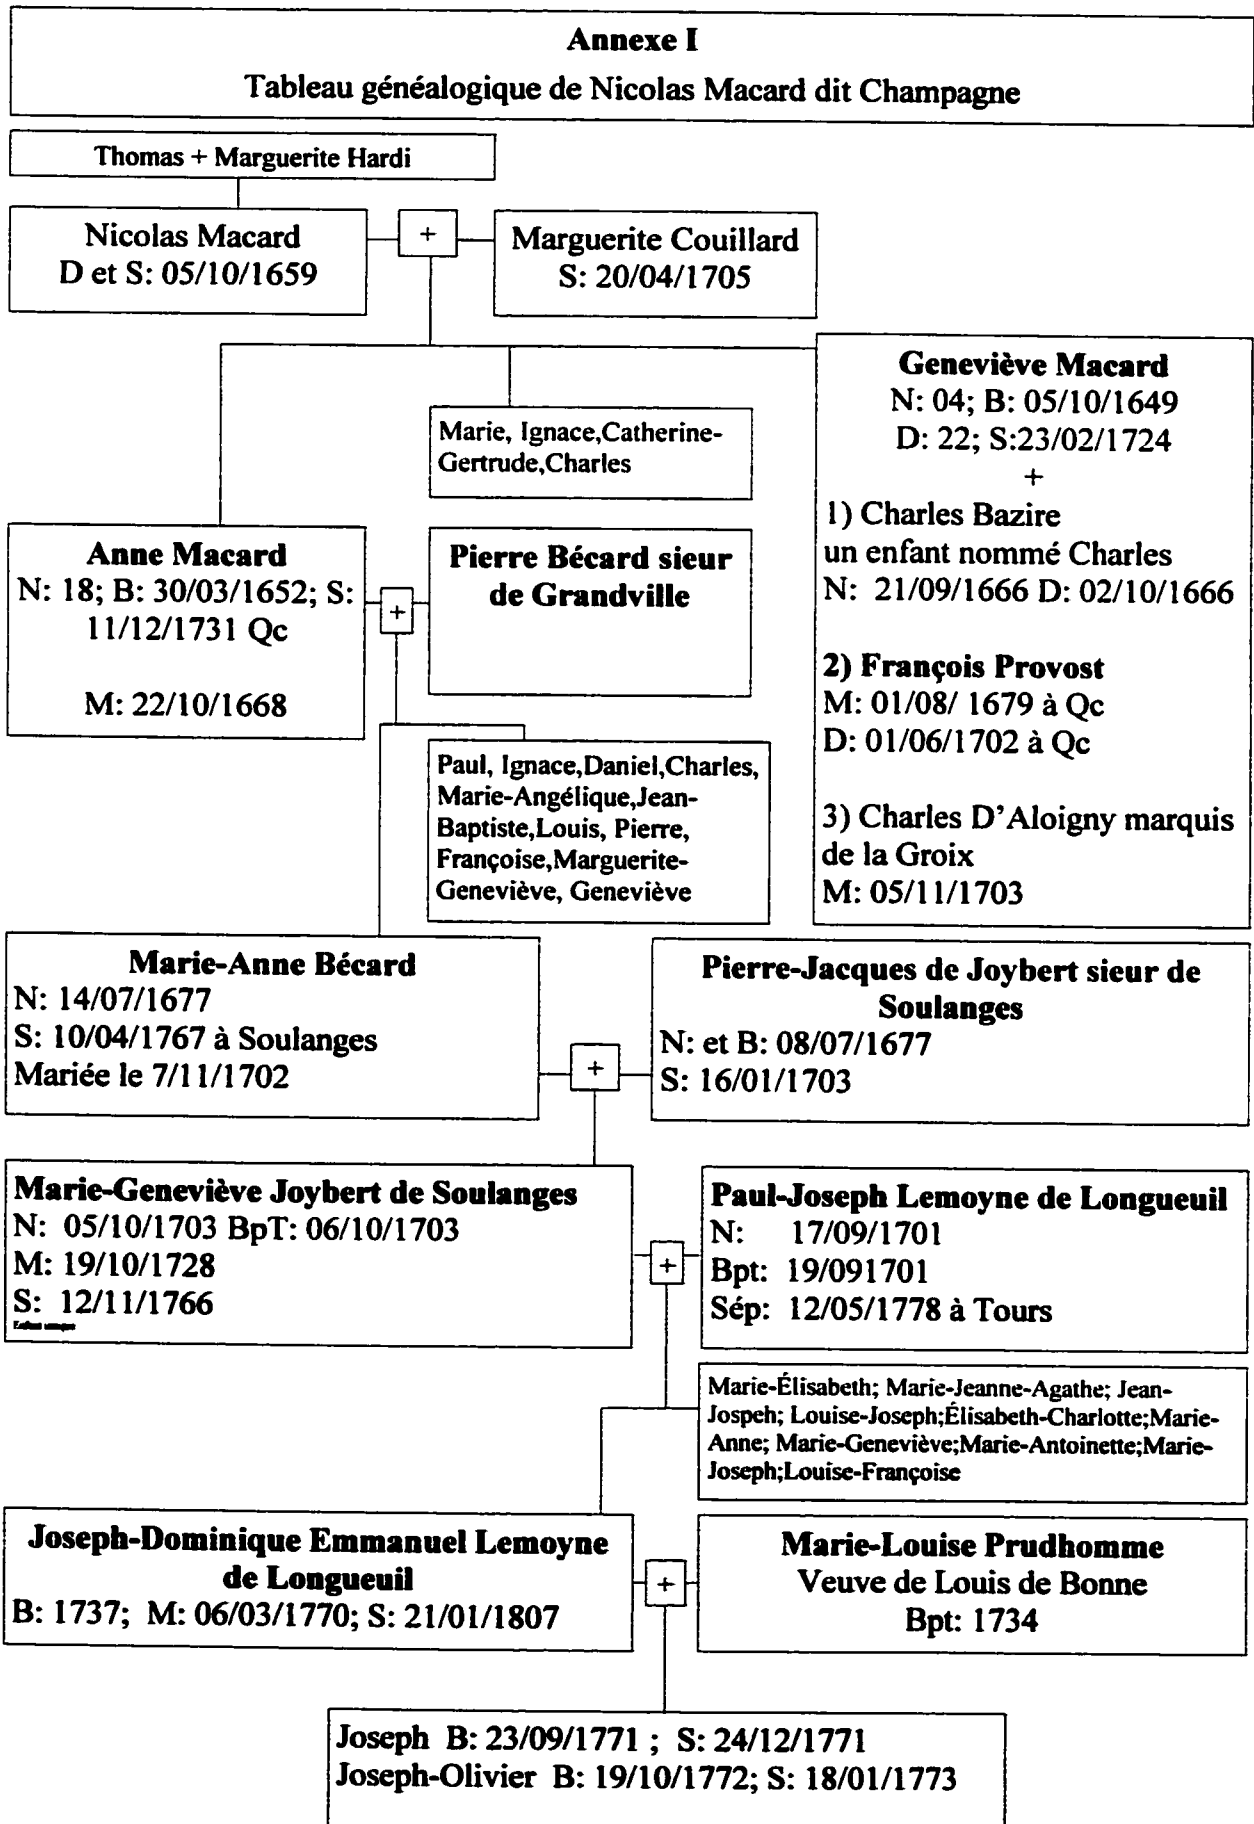 Annexe I
Tableau généalogique de Nicolas Macard dit Champagne
Thomas + Marguerite Hardi
Nicolas Macard
D et S: 05/10/1659
+
Marguerite Couillard
S: 20/04/1705
Geneviève Macard
N: 04; B: 05/10/1649
D: 22; S:23/02/1724
+
1) Charles Bazire
un enfant nommé Charles
N: 21/09/1666 D: 02/10/1666
2) François Provost
M: 01/08/ 1679 à Qc
D: 01/06/1702 à Qc
3) Charles D'Aloigny marquis
de la Groix
M: 05/11/1703
Marie, Ignace,Catherine-
Gertrude,Charles
Anne Macard
N: 18; B: 30/03/1652; S:
11/12/1731 Qc
M: 22/10/1668
+
Pierre Bécard sieur
de Grandville
Paul, Ignace,Daniel,Charles,
Marie-Angélique,Jean-
Baptiste,Louis, Pierre,
Françoise,Marguerite-
Geneviève, Geneviève
Marie-Anne Bécard
N: 14/07/1677
S: 10/04/1767 à Soulanges
Mariée le 7/11/1702
+
Pierre-Jacques de Joybert sieur de
Soulanges
N: et B: 08/07/1677
S: 16/01/1703
Marie-Geneviève Joybert de Soulanges
N: 05/10/1703 BpT: 06/10/1703
M: 19/10/1728
S: 12/11/1766
Enfant unique
+
Paul-Joseph Lemoyne de Longueuil
N: 17/09/1701
Bpt: 19/091701
Sép: 12/05/1778 à Tours
Marie-Élisabeth; Marie-Jeanne-Agathe; Jean-
Jospeh; Louise-Joseph;Élisabeth-Charlotte;Marie-
Anne; Marie-Geneviève;Marie-Antoinette;Marie-
Joseph;Louise-Françoise
Joseph-Dominique Emmanuel Lemoyne
de Longueuil
B: 1737; M: 06/03/1770; S: 21/01/1807
+
Marie-Louise Prudhomme
Veuve de Louis de Bonne
Bpt: 1734
Joseph B: 23/09/1771 ; S: 24/12/1771
Joseph-Olivier B: 19/10/1772; S: 18/01/1773